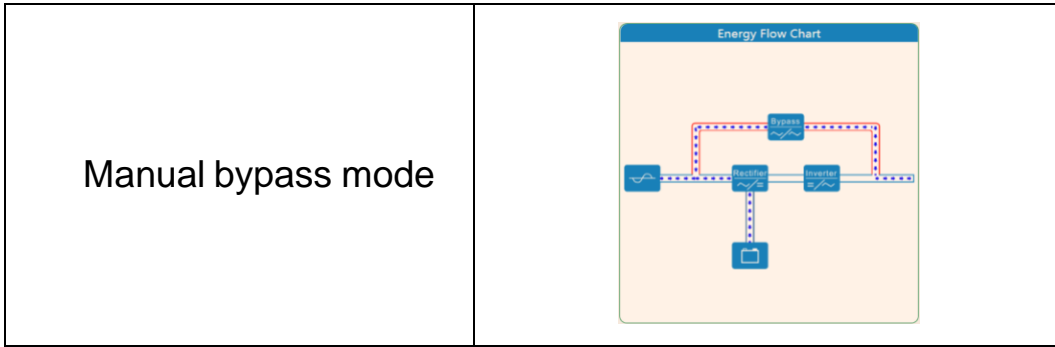 Manual bypass mode
Energy Flow Chart
Bypass
Rectifier
Inverter